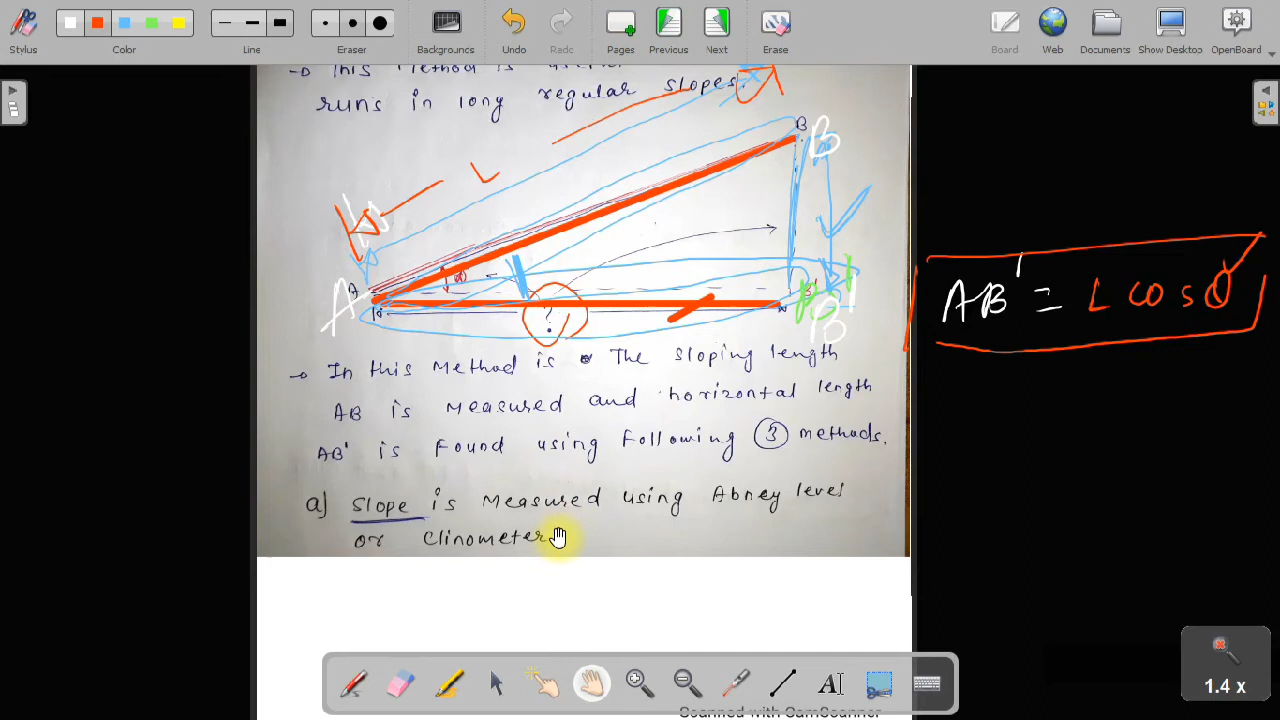 Stylus
Color
Line
Eraser
Backgrounds
Undo
Redo
Pages
Previous
Next
Erase
Board
Web
Documents
Show Desktop
OpenBoard
→ This Method is
runs in long regular slopes.
L
B
B
A
A
?
B'
B'
AB' = L cos θ
→ In this Method is The sloping length
AB is measured and horizontal length
AB' is found using following ③ methods.
a) Slope is Measured using Abney level
or Clinometer
1.4 x
Scanned with CamScanner